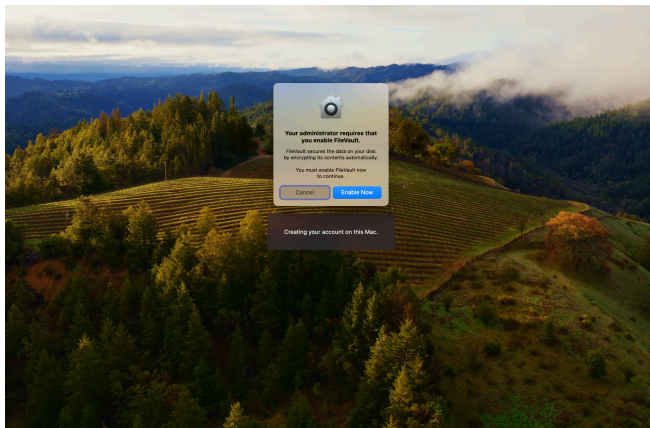 Your administrator requires that
you enable FileVault.
FileVault secures the data on your disk
by encrypting its contents automatically.
You must enable FileVault now
to continue.
Cancel
Enable Now
Creating your account on this Mac.